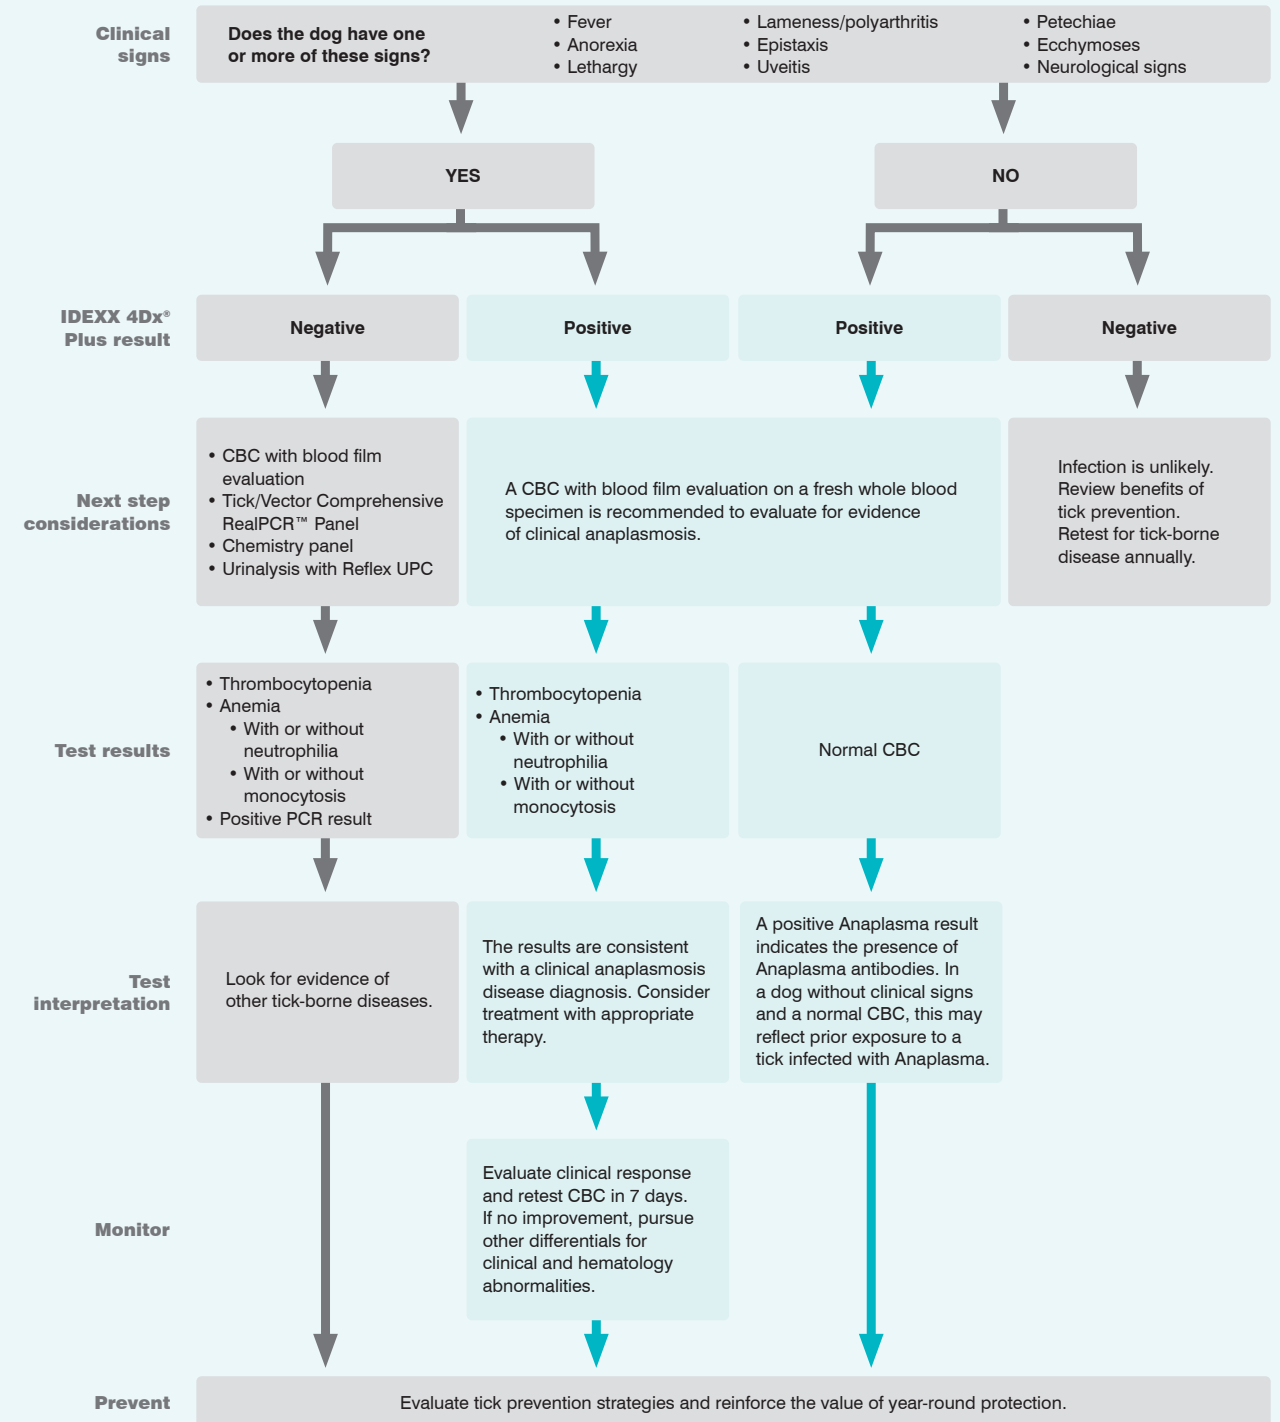 Clinical
signs
Does the dog have one
or more of these signs?
• Fever
• Anorexia
• Lethargy
• Lameness/polyarthritis
• Epistaxis
• Uveitis
• Petechiae
• Ecchymoses
• Neurological signs
YES
NO
IDEXX 4Dx®
Plus result
Negative
Positive
Positive
Negative
Next step
considerations
• CBC with blood film
evaluation
• Tick/Vector Comprehensive
RealPCR™ Panel
• Chemistry panel
• Urinalysis with Reflex UPC
A CBC with blood film evaluation on a fresh whole blood
specimen is recommended to evaluate for evidence
of clinical anaplasmosis.
Infection is unlikely.
Review benefits of
tick prevention.
Retest for tick-borne
disease annually.
Test results
• Thrombocytopenia
• Anemia
• With or without
neutrophilia
• With or without
monocytosis
• Positive PCR result
• Thrombocytopenia
• Anemia
• With or without
neutrophilia
• With or without
monocytosis
Normal CBC
Test
interpretation
Look for evidence of
other tick-borne diseases.
The results are consistent
with a clinical anaplasmosis
disease diagnosis. Consider
treatment with appropriate
therapy.
A positive Anaplasma result
indicates the presence of
Anaplasma antibodies. In
a dog without clinical signs
and a normal CBC, this may
reflect prior exposure to a
tick infected with Anaplasma.
Monitor
Evaluate clinical response
and retest CBC in 7 days.
If no improvement, pursue
other differentials for
clinical and hematology
abnormalities.
Prevent
Evaluate tick prevention strategies and reinforce the value of year-round protection.